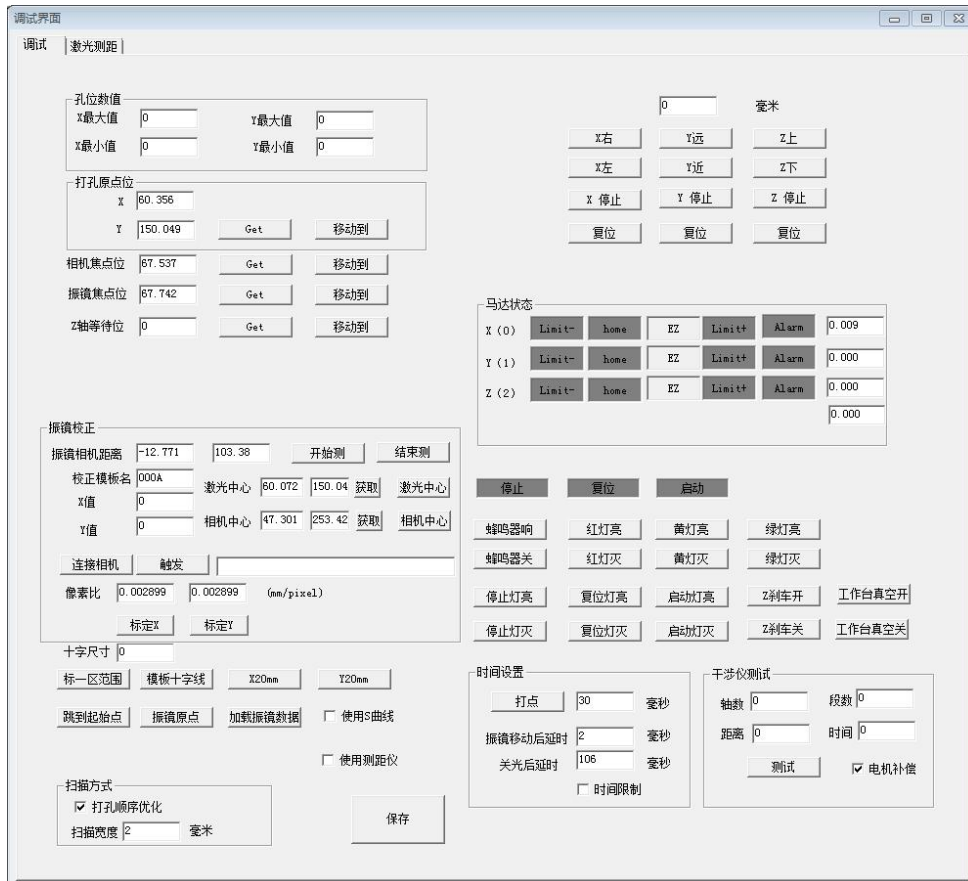 调试界面
调试 激光测距
孔位数值
X最大值 0 Y最大值 0
X最小值 0 Y最小值 0
打孔原点位
X 60.356
Y 150.049 Get 移动到
相机焦点位 67.537 Get 移动到
振镜焦点位 67.742 Get 移动到
Z轴等待位 0 Get 移动到
0 毫米
X右 Y远 Z上
X左 Y近 Z下
X 停止 Y 停止 Z 停止
复位 复位 复位
马达状态
X (0) Limit- home EZ Limit+ Alarm 0.009
Y (1) Limit- home EZ Limit+ Alarm 0.000
Z (2) Limit- home EZ Limit+ Alarm 0.000
0.000
振镜校正
振镜相机距离 -12.771 103.38 开始测 结束测
校正模板名 000A 激光中心 60.072 150.04 获取 激光中心
X值 0
相机中心 47.301 253.42 获取 相机中心
Y值 0
连接相机 触发
像素比 0.002899 0.002899 (mm/pixel)
标定X 标定Y
十字尺寸 0
标一区范围 模板十字线 X20mm Y20mm
跳到起始点 振镜原点 加载振镜数据 使用S曲线
使用测距仪
扫描方式
打孔顺序优化
扫描宽度 2 毫米
保存
停止 复位 启动
蜂鸣器响 红灯亮 黄灯亮 绿灯亮
蜂鸣器关 红灯灭 黄灯灭 绿灯灭
停止灯亮 复位灯亮 启动灯亮 Z刹车开 工作台真空开
停止灯灭 复位灯灭 启动灯灭 Z刹车关 工作台真空关
时间设置
打点 30 毫秒
振镜移动后延时 2 毫秒
关光后延时 106 毫秒
时间限制
干涉仪测试
轴数 0 段数 0
距离 0 时间 0
测试 电机补偿